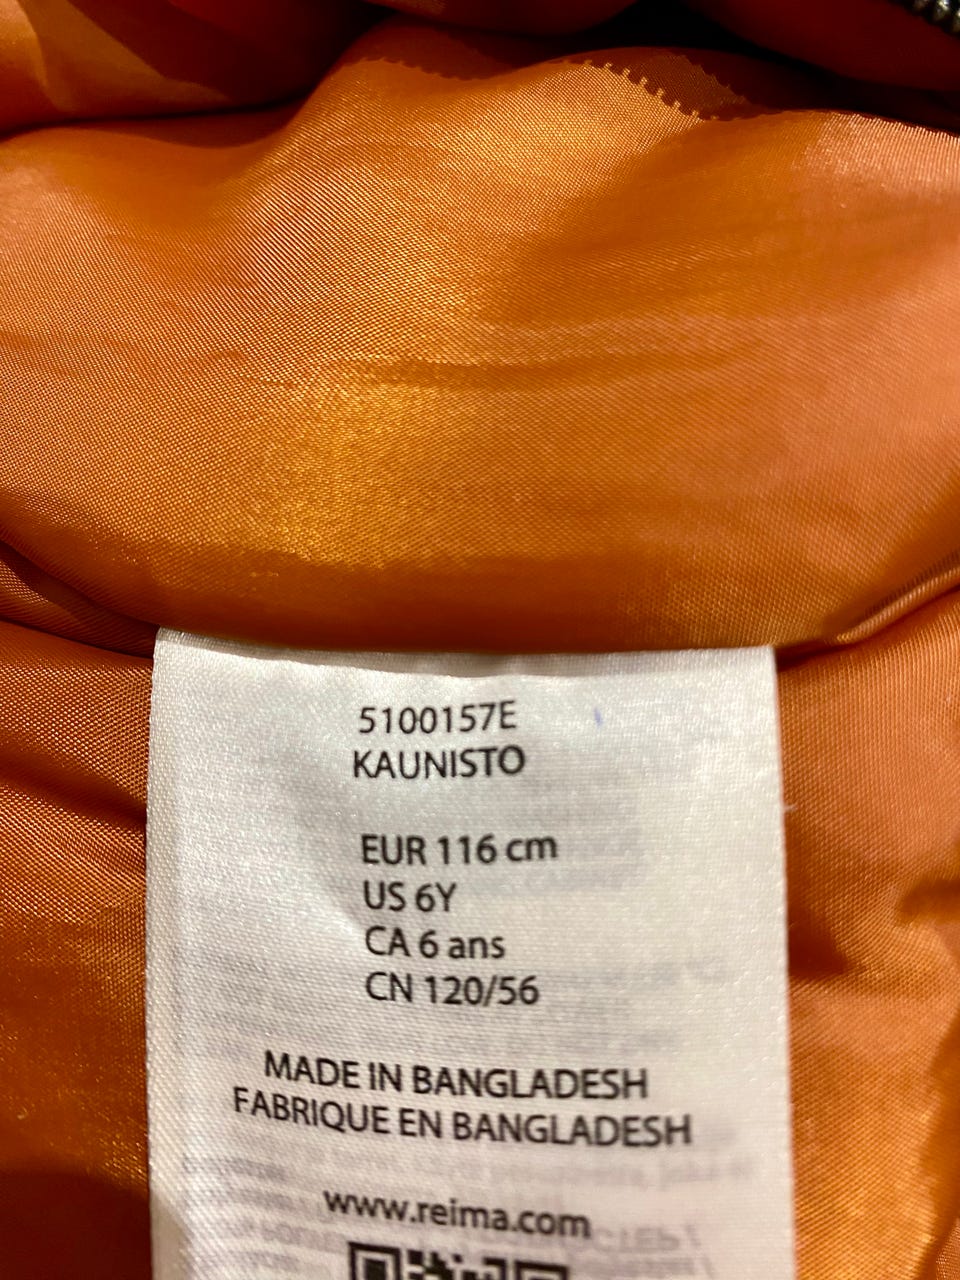 5100157E
KAUNISTO
EUR 116 cm
US 6Y
CA 6 ans
CN 120/56
MADE IN BANGLADESH
FABRIQUE EN BANGLADESH
www.reima.com